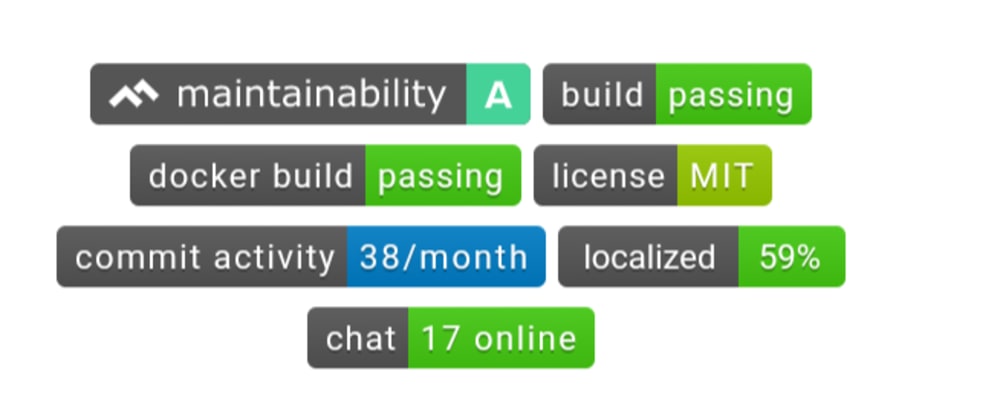 maintainability A build passing
docker build passing license MIT
commit activity 38/month localized 59%
chat 17 online